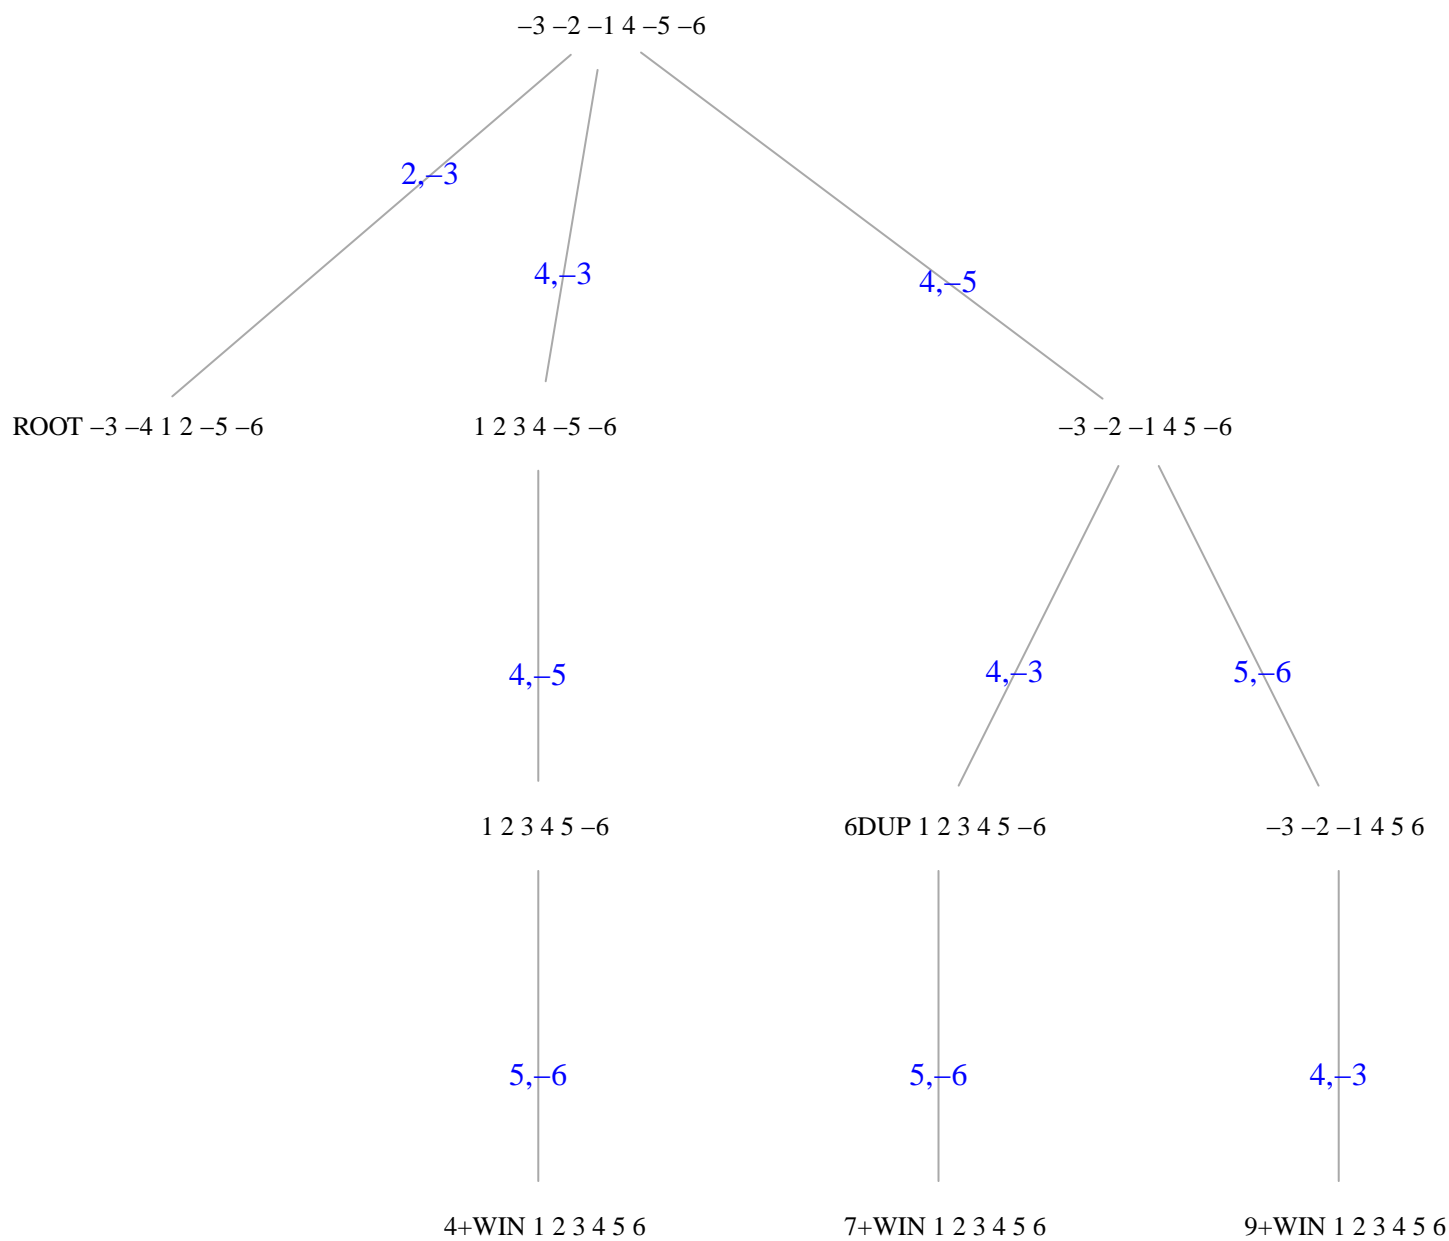 –3 –2 –1 4 –5 –6
2,–3
4,–3
4,–5
ROOT –3 –4 1 2 –5 –6
1 2 3 4 –5 –6
–3 –2 –1 4 5 –6
4,–5
4,–3
5,–6
1 2 3 4 5 –6
6DUP 1 2 3 4 5 –6
–3 –2 –1 4 5 6
5,–6
5,–6
4,–3
4+WIN 1 2 3 4 5 6
7+WIN 1 2 3 4 5 6
9+WIN 1 2 3 4 5 6